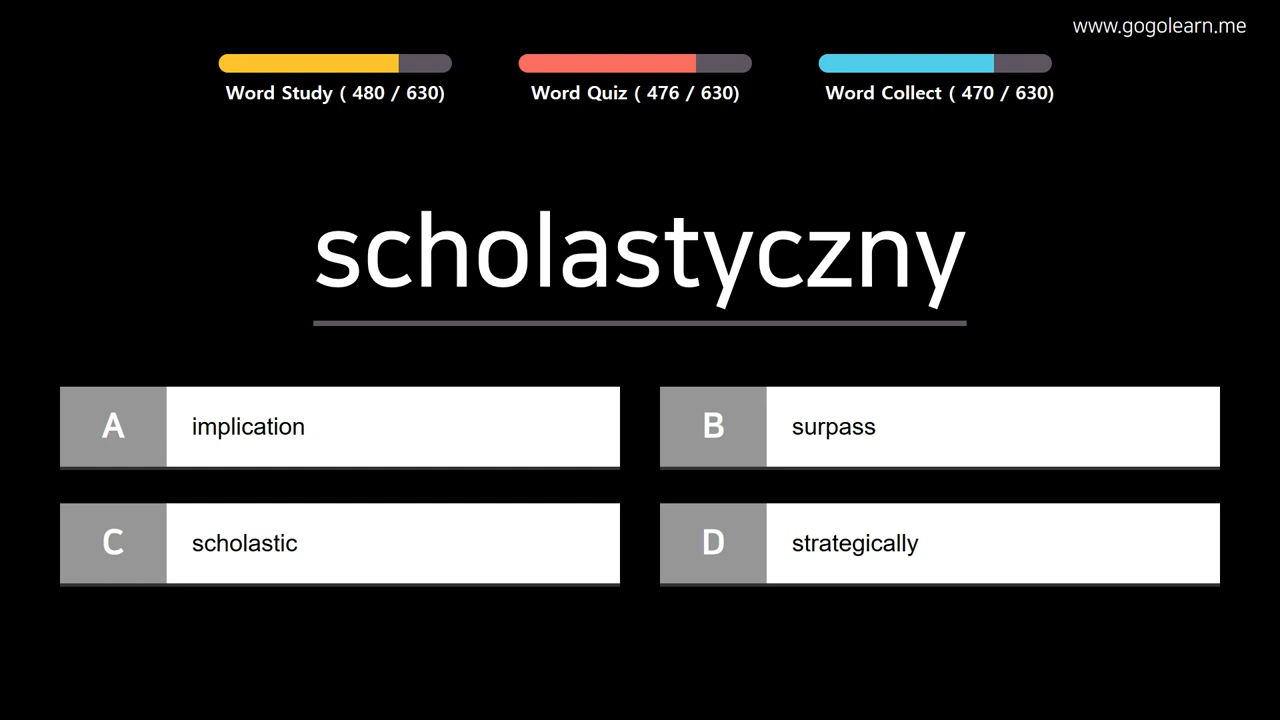 www.gogolearn.me
Word Study ( 480 / 630)
Word Quiz ( 476 / 630)
Word Collect ( 470 / 630)
scholastyczny
A
implication
B
surpass
C
scholastic
D
strategically